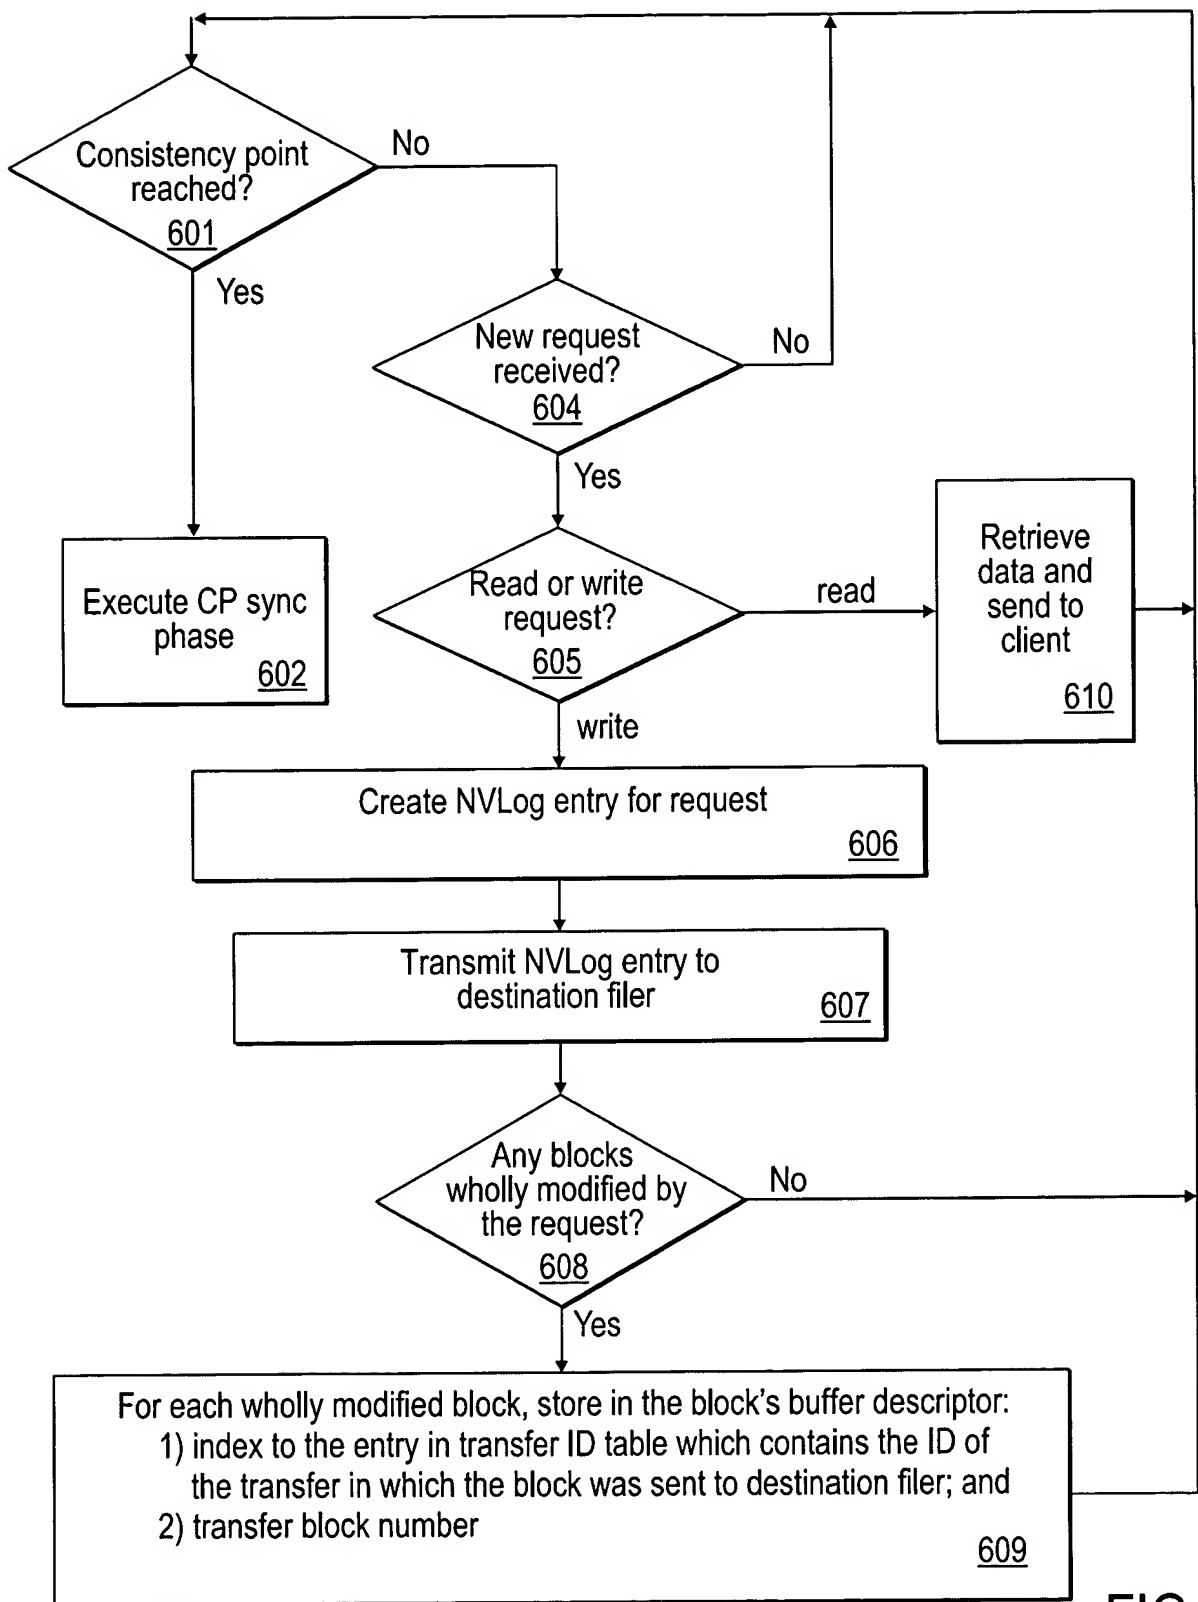 Consistency point
reached?
601
No
Yes
New request
received?
604
No
Yes
Execute CP sync
phase
602
Read or write
request?
605
read
write
Retrieve
data and
send to
client
610
Create NVLog entry for request
606
Transmit NVLog entry to
destination filer
607
Any blocks
wholly modified by
the request?
608
No
Yes
For each wholly modified block, store in the block's buffer descriptor:
1) index to the entry in transfer ID table which contains the ID of
the transfer in which the block was sent to destination filer; and
2) transfer block number
609